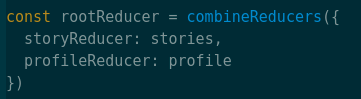 const rootReducer = combineReducers({
  storyReducer: stories,
  profileReducer: profile
})